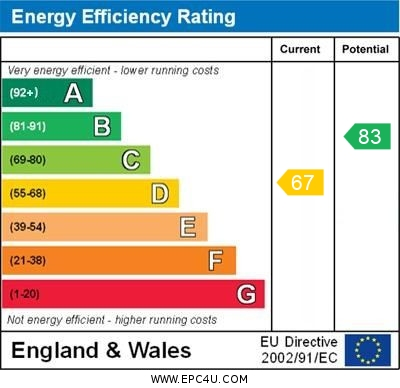 Energy Efficiency Rating
Current Potential
Very energy efficient - lower running costs
(92+) A
(81-91) B
(69-80) C
(55-68) D
(39-54) E
(21-38) F
(1-20) G
67
83
Not energy efficient - higher running costs
England & Wales
EU Directive
2002/91/EC
WWW.EPC4U.COM